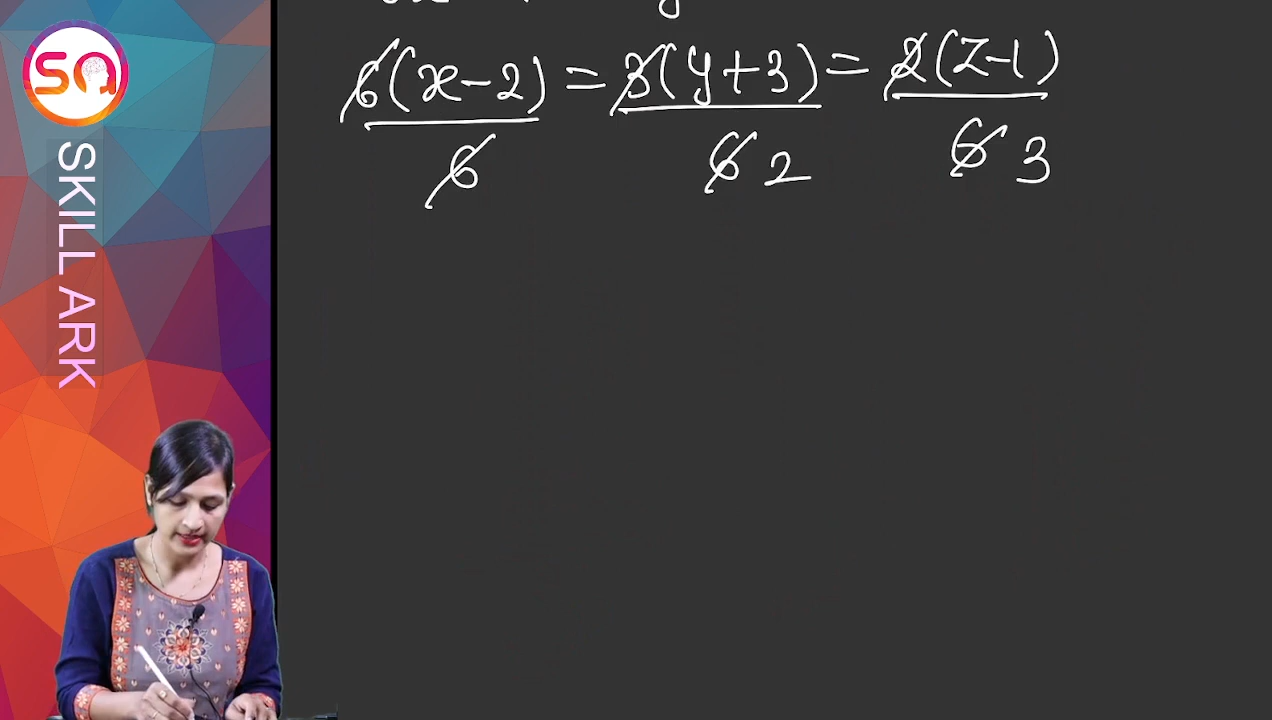 SA
SKILL ARK
6(x-2) = 3(y+3) = 2(z-1)
6 6 2 6 3